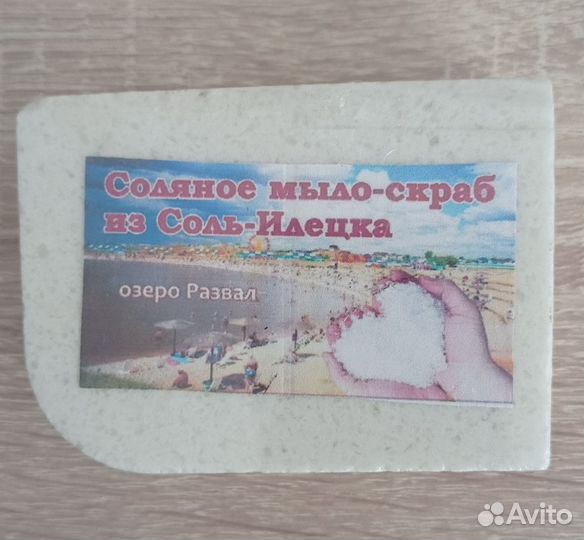 Соляное мыло-скраб
из Соль-Илецка
озеро Развал
Avito